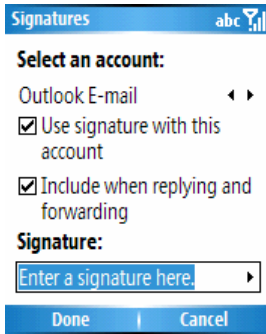 Signatures abc
Select an account:
Outlook E-mail
Use signature with this
account
Include when replying and
forwarding
Signature:
Enter a signature here.
Done Cancel